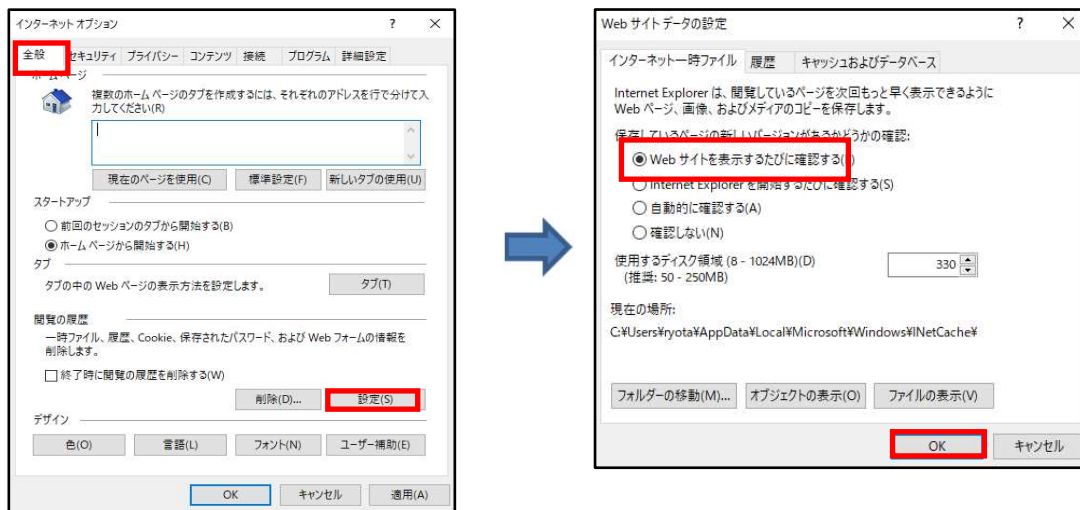 インターネット オプション
? ×
全般 セキュリティ プライバシー コンテンツ 接続 プログラム 詳細設定
ホーム ページ
複数のホーム ページのタブを作成するには、それぞれのアドレスを行で分けて入
力してください(R)
現在のページを使用(C) 標準設定(F) 新しいタブの使用(U)
スタートアップ
前回のセッションのタブから開始する(B)
ホーム ページから開始する(H)
タブ
タブの中の Web ページの表示方法を設定します。 タブ(T)
閲覧の履歴
一時ファイル、履歴、Cookie、保存されたパスワード、および Web フォームの情報を
削除します。
終了時に閲覧の履歴を削除する(W)
削除(D)... 設定(S)
デザイン
色(O) 言語(L) フォント(N) ユーザー補助(E)
OK キャンセル 適用(A)
Web サイト データの設定
? ×
インターネット一時ファイル 履歴 キャッシュおよびデータベース
Internet Explorer は、閲覧しているページを次回もっと早く表示できるように
Web ページ、画像、およびメディアのコピーを保存します。
保存しているページの新しいバージョンがあるかどうかの確認:
Web サイトを表示するたびに確認する(
Internet Explorer を開始するたびに確認する(S)
自動的に確認する(A)
確認しない(N)
使用するディスク領域 (8 - 1024MB)(D) 330
(推奨: 50 - 250MB)
現在の場所:
C:¥Users¥ryota¥AppData¥Local¥Microsoft¥Windows¥INetCache¥
フォルダーの移動(M)... オブジェクトの表示(O) ファイルの表示(V)
OK キャンセル